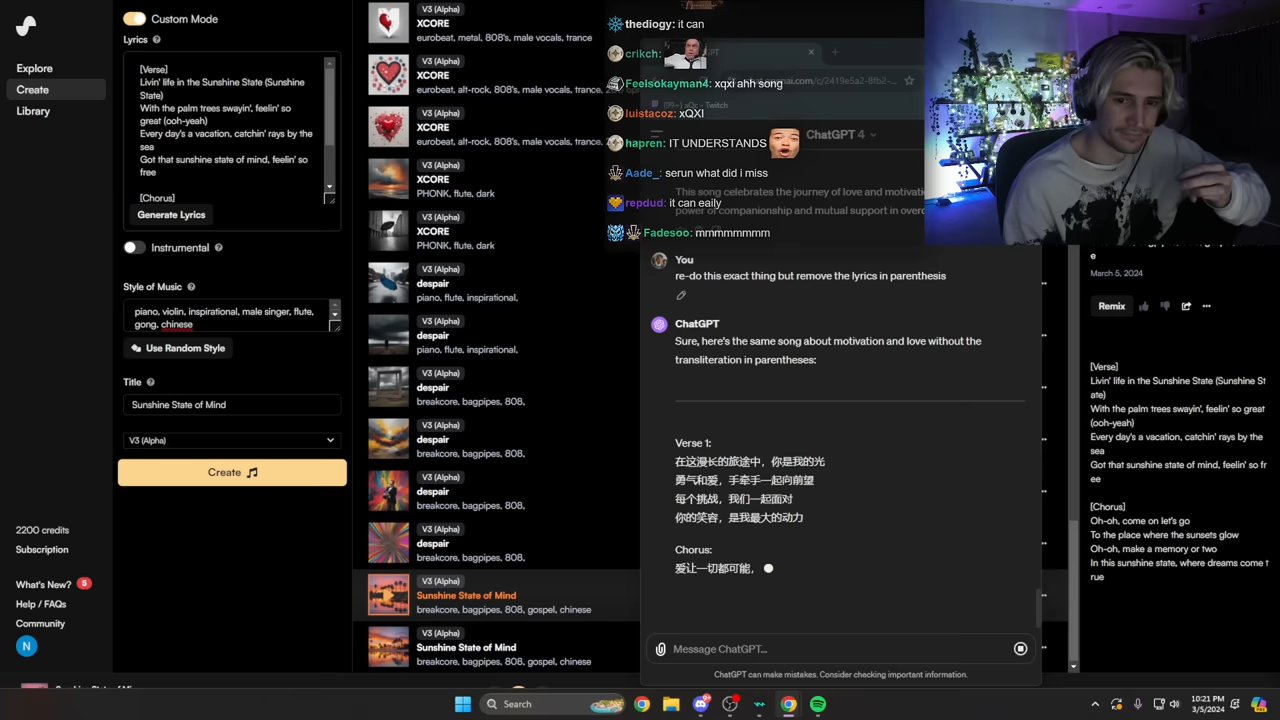 Explore
Create
Library
2200 credits
Subscription
What's New? 5
Help / FAQs
Community
N
Custom Mode
Lyrics
[Verse]
Livin' life in the Sunshine State (Sunshine
State)
With the palm trees swayin', feelin' so
great (ooh-yeah)
Every day's a vacation, catchin' rays by the
sea
Got that sunshine state of mind, feelin' so
free
[Chorus]
Generate Lyrics
Instrumental
Style of Music
piano, violin, inspirational, male singer, flute,
gong, chinese
Use Random Style
Title
Sunshine State of Mind
V3 (Alpha)
Create
V3 (Alpha)
XCORE
eurobeat, metal, 808's, male vocals, trance
V3 (Alpha)
XCORE
eurobeat, alt-rock, 808's, male vocals, trance,
V3 (Alpha)
XCORE
eurobeat, alt-rock, 808's, male vocals, trance,
V3 (Alpha)
XCORE
PHONK, flute, dark
V3 (Alpha)
XCORE
PHONK, flute, dark
V3 (Alpha)
despair
piano, flute, inspirational,
V3 (Alpha)
despair
piano, flute, inspirational,
V3 (Alpha)
despair
breakcore, bagpipes, 808,
V3 (Alpha)
despair
breakcore, bagpipes, 808,
V3 (Alpha)
despair
breakcore, bagpipes, 808,
V3 (Alpha)
despair
breakcore, bagpipes, 808,
V3 (Alpha)
Sunshine State of Mind
breakcore, bagpipes, 808, gospel, chinese
V3 (Alpha)
Sunshine State of Mind
breakcore, bagpipes, 808, gospel, chinese
thediogy: it can
crikch:
Feelsokayman4: xqxi ahh song
luistacoz: xQXI
hapren: IT UNDERSTANDS
Aade_: serun what did i miss
repdud: it can eaily
Fadesoo: mmmmmmmm
(99+) xQc - Twitch
ChatGPT 4
This song celebrates the journey of love and motivati
power of companionship and mutual support in over
You
re-do this exact thing but remove the lyrics in parenthesis
ChatGPT
Sure, here's the same song about motivation and love without the
transliteration in parentheses:
Verse 1:
在这漫长的旅途中，你是我的光
勇气和爱，手牵手一起向前望
每个挑战，我们一起面对
你的笑容，是我最大的动力
Chorus:
爱让一切都可能，
Message ChatGPT...
ChatGPT can make mistakes. Consider checking important information.
e
March 5, 2024
Remix
[Verse]
Livin' life in the Sunshine State (Sunshine St
ate)
With the palm trees swayin', feelin' so great
(ooh-yeah)
Every day's a vacation, catchin' rays by the
sea
Got that sunshine state of mind, feelin' so fr
ee
[Chorus]
Oh-oh, come on let's go
To the place where the sunsets glow
Oh-oh, make a memory or two
In this sunshine state, where dreams come t
rue
Search
10:21 PM
3/5/2024